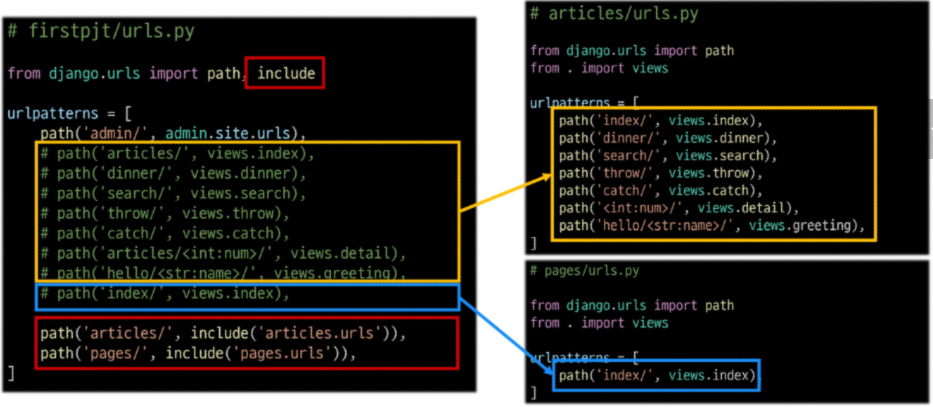 # firstpjt/urls.py
from django.urls import path, include
urlpatterns = [
path('admin/', admin.site.urls),
# path('articles/', views.index),
# path('dinner/', views.dinner),
# path('search/', views.search),
# path('throw/', views.throw),
# path('catch/', views.catch),
# path('articles/<int:num>/', views.detail),
# path('hello/<str:name>/', views.greeting),
# path('index/', views.index),
path('articles/', include('articles.urls')),
path('pages/', include('pages.urls')),
]
# articles/urls.py
from django.urls import path
from . import views
urlpatterns = [
path('index/', views.index),
path('dinner/', views.dinner),
path('search/', views.search),
path('throw/', views.throw),
path('catch/', views.catch),
path('<int:num>/', views.detail),
path('hello/<str:name>/', views.greeting),
]
# pages/urls.py
from django.urls import path
from . import views
urlpatterns = [
path('index/', views.index)
]